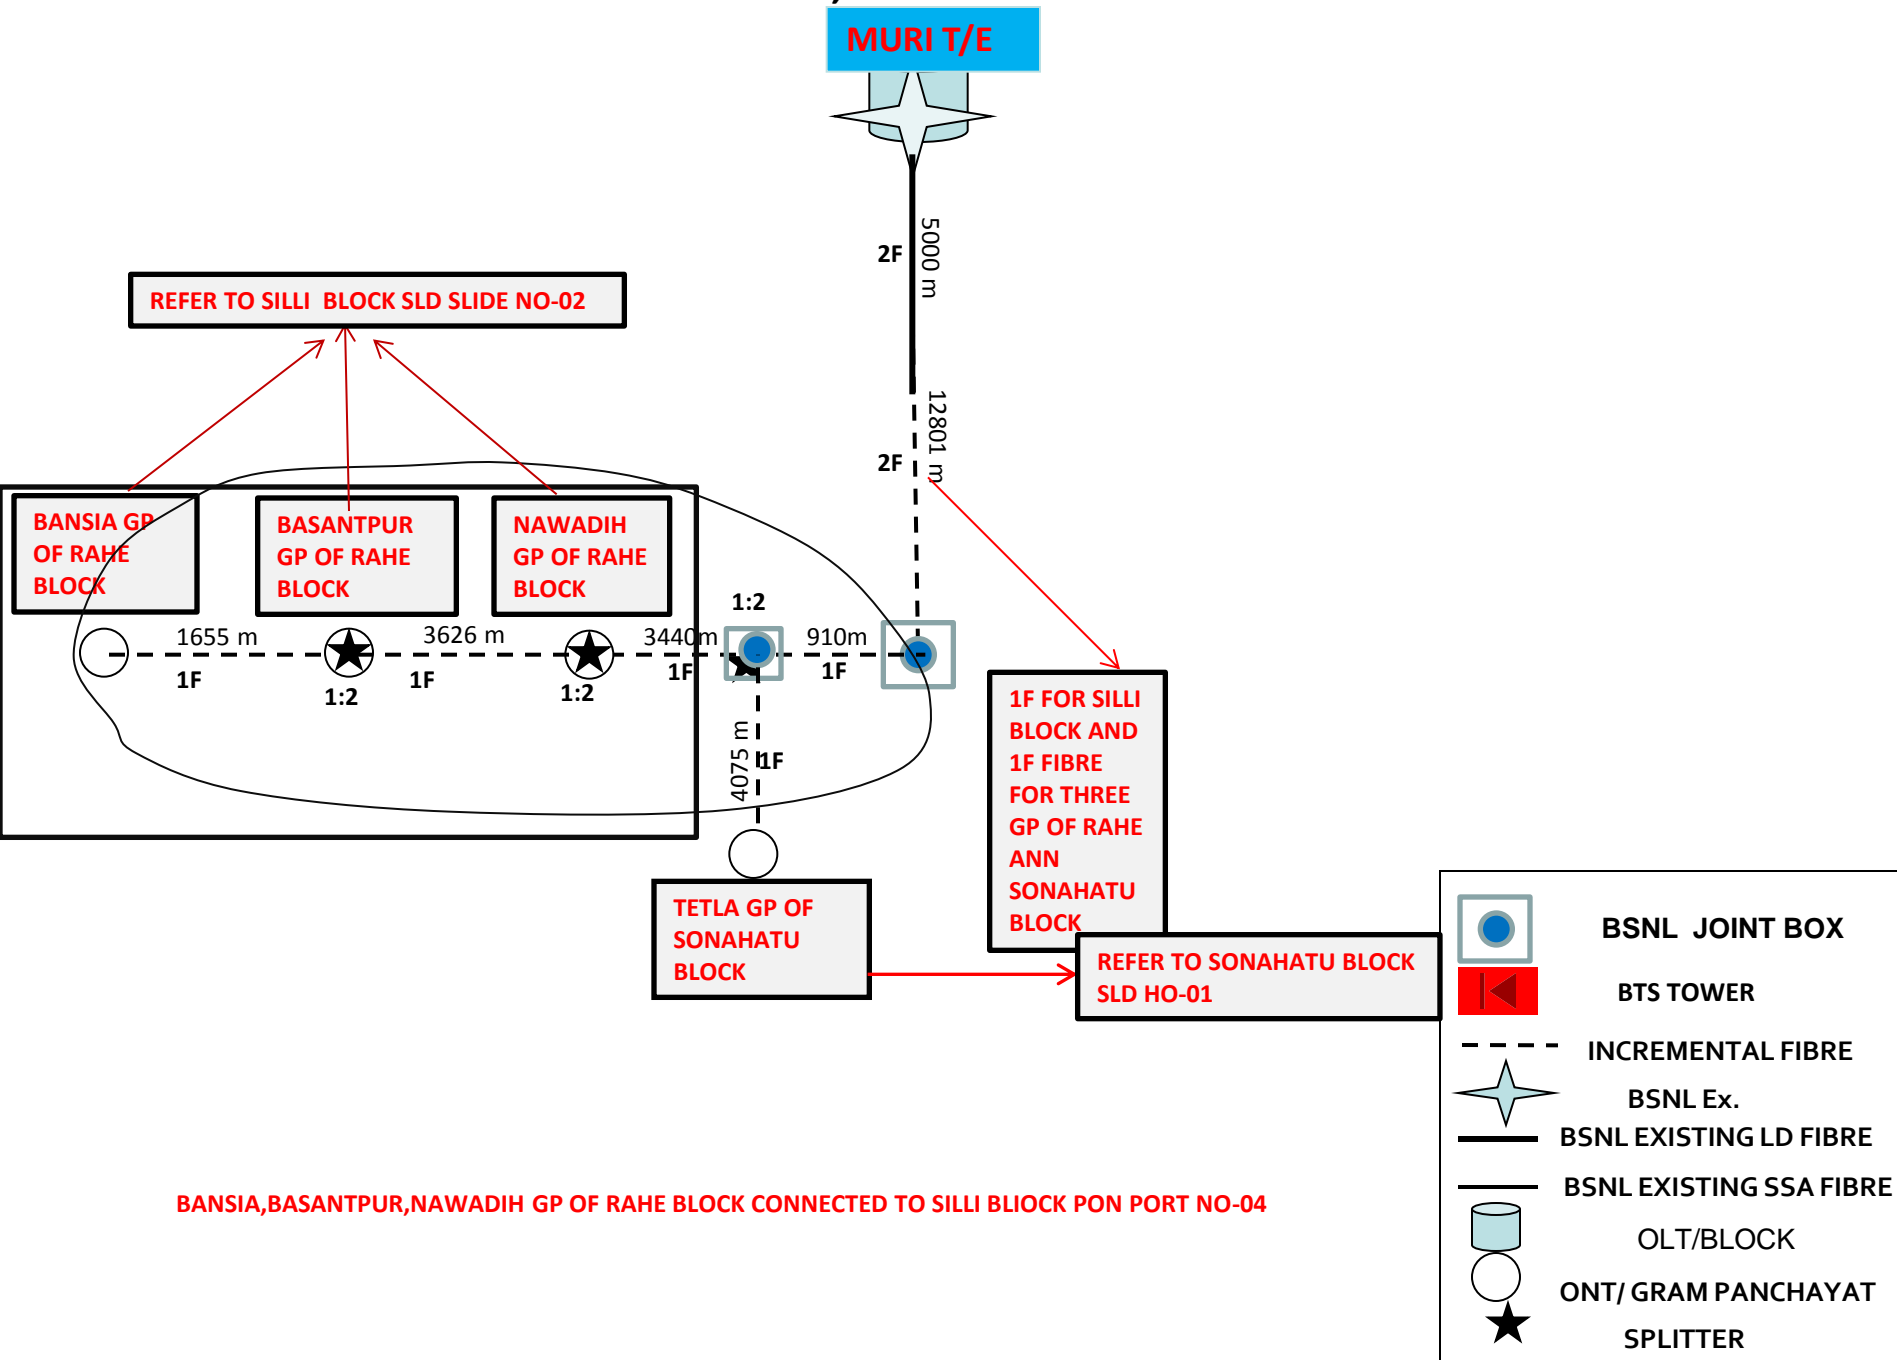 MURI T/E
5000 m
2F
REFER TO SILLI BLOCK SLD SLIDE NO-02
12801 m
2F
BANSIA GP
OF RAHE
BLOCK
BASANTPUR
GP OF RAHE
BLOCK
NAWADIH
GP OF RAHE
BLOCK
1:2
1655 m
3626 m
3440m
910m
1F
1:2
1F
1:2
1F
1F
4075 m
1F
1F FOR SILLI
BLOCK AND
1F FIBRE
FOR THREE
GP OF RAHE
ANN
SONAHATU
BLOCK
TETLA GP OF
SONAHATU
BLOCK
REFER TO SONAHATU BLOCK
SLD HO-01
BSNL JOINT BOX
BTS TOWER
INCREMENTAL FIBRE
BSNL Ex.
BSNL EXISTING LD FIBRE
BSNL EXISTING SSA FIBRE
OLT/BLOCK
ONT/ GRAM PANCHAYAT
SPLITTER
BANSIA,BASANTPUR,NAWADIH GP OF RAHE BLOCK CONNECTED TO SILLI BLIOCK PON PORT NO-04